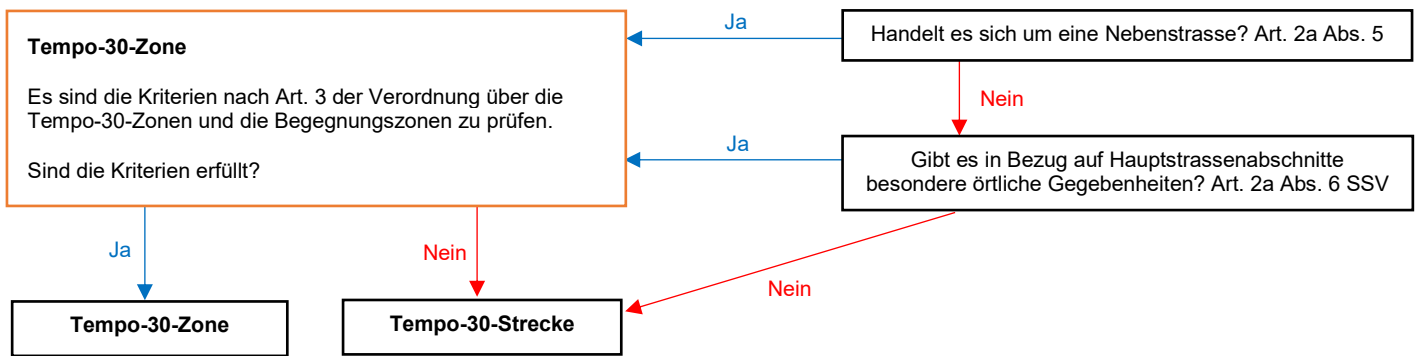 Tempo-30-Zone
Es sind die Kriterien nach Art. 3 der Verordnung über die
Tempo-30-Zonen und die Begegnungszonen zu prüfen.
Sind die Kriterien erfüllt?
Ja
Handelt es sich um eine Nebenstrasse? Art. 2a Abs. 5
Nein
Ja
Gibt es in Bezug auf Hauptstrassenabschnitte
besondere örtliche Gegebenheiten? Art. 2a Abs. 6 SSV
Ja
Nein
Nein
Tempo-30-Zone
Tempo-30-Strecke